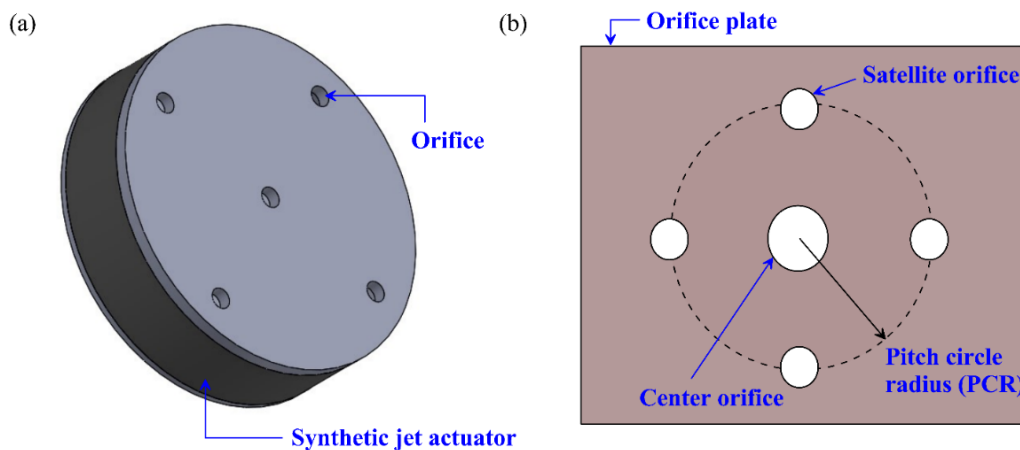 (a)
Orifice
Synthetic jet actuator
(b)
Orifice plate
Satellite orifice
Pitch circle
radius (PCR)
Center orifice